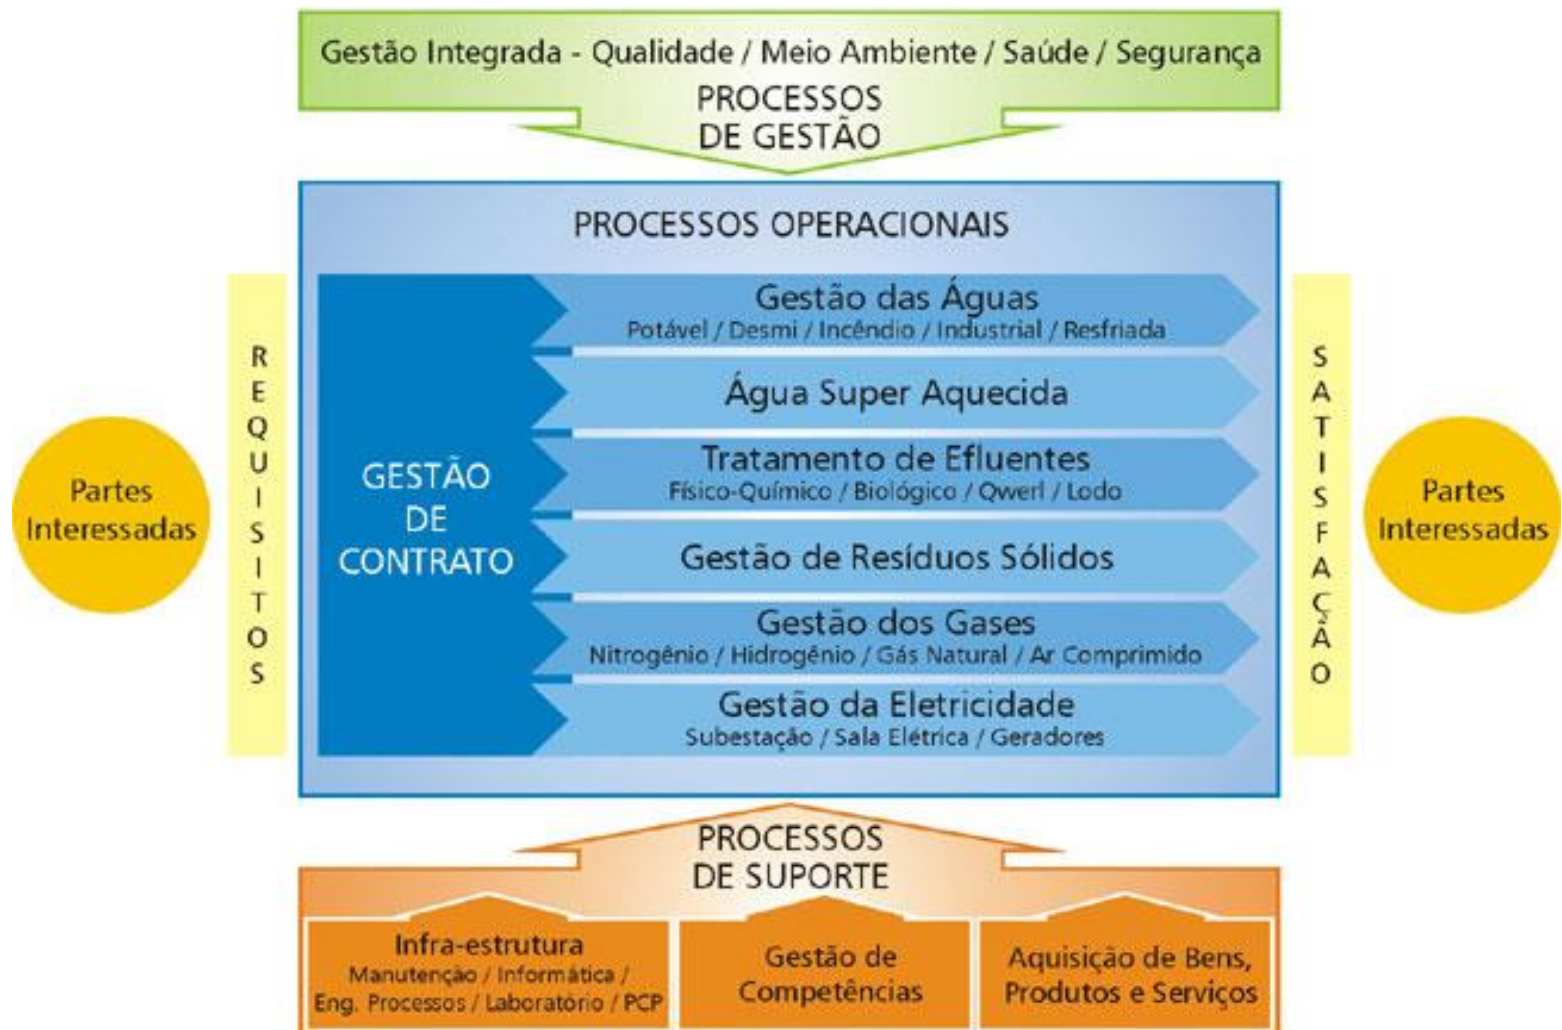 Gestão Integrada - Qualidade / Meio Ambiente / Saúde / Segurança
PROCESSOS
DE GESTÃO
PROCESSOS OPERACIONAIS
Partes
Interessadas
REQUISITOS
GESTÃO
DE
CONTRATO
Gestão das Águas
Potável / Desmi / Incêndio / Industrial / Resfriada
Água Super Aquecida
Tratamento de Efluentes
Físico-Químico / Biológico / Qwerl / Lodo
Gestão de Resíduos Sólidos
Gestão dos Gases
Nitrogênio / Hidrogênio / Gás Natural / Ar Comprimido
Gestão da Eletricidade
Subestação / Sala Elétrica / Geradores
SATISFAÇÃO
Partes
Interessadas
PROCESSOS
DE SUPORTE
Infra-estrutura
Manutenção / Informática /
Eng. Processos / Laboratório / PCP
Gestão de
Competências
Aquisição de Bens,
Produtos e Serviços